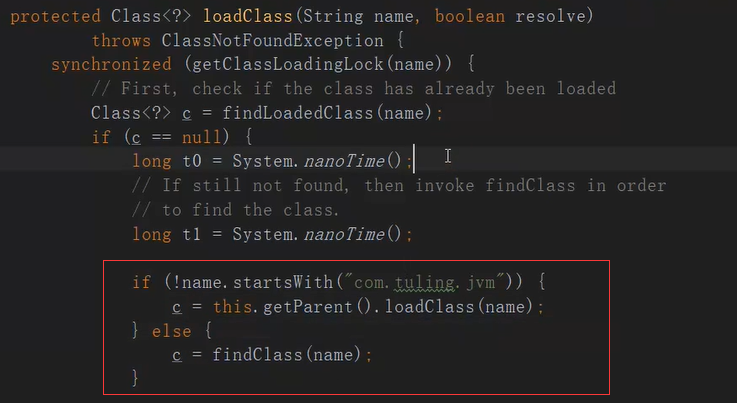 protected Class<?> loadClass(String name, boolean resolve)
throws ClassNotFoundException {
synchronized (getClassLoadingLock(name)) {
// First, check if the class has already been loaded
Class<?> c = findLoadedClass(name);
if (c == null) {
long t0 = System.nanoTime();
// If still not found, then invoke findClass in order
// to find the class.
long t1 = System.nanoTime();
if (!name.startsWith("com.tuling.jvm")) {
c = this.getParent().loadClass(name);
} else {
c = findClass(name);
}